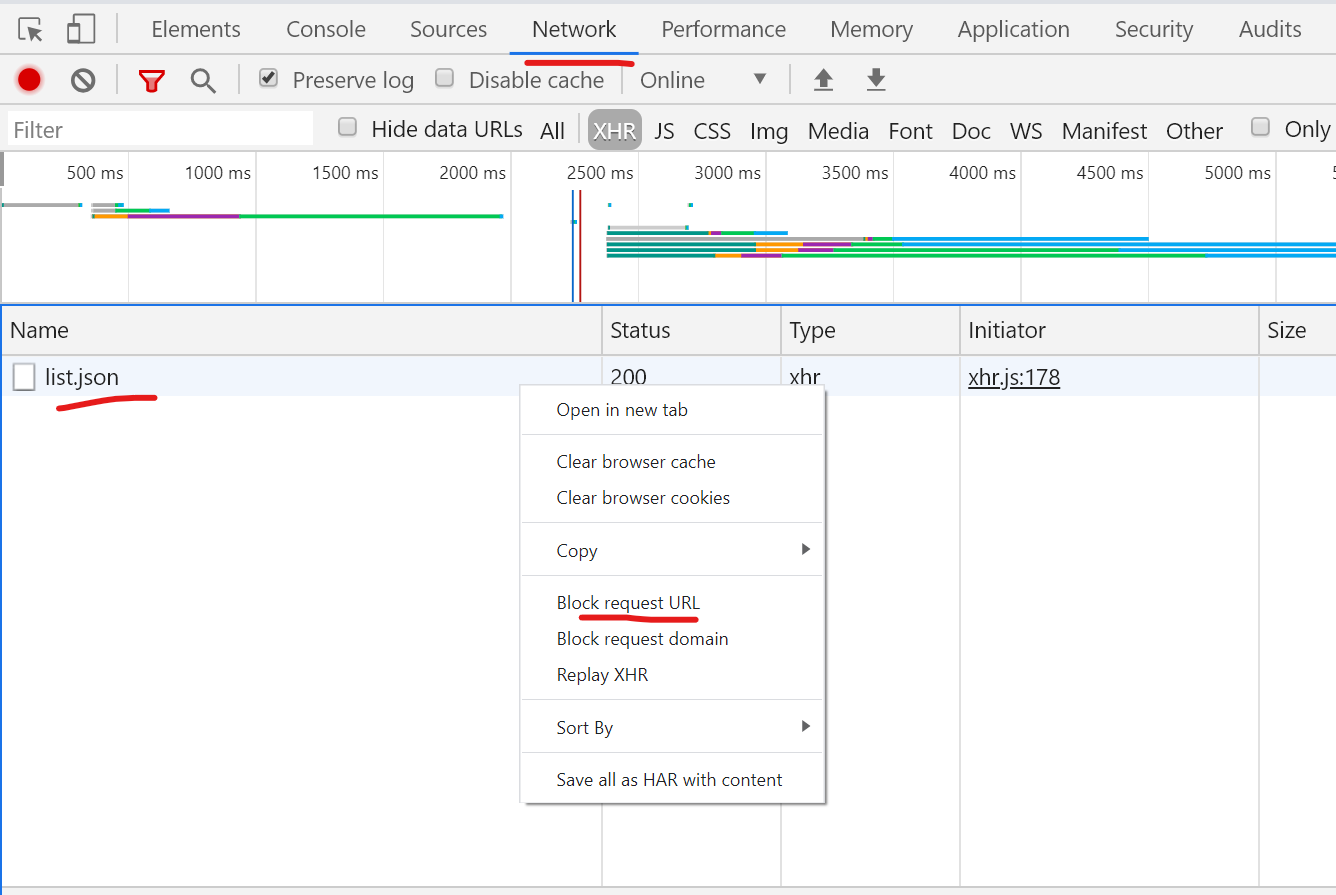 Elements Console Sources Network Performance Memory Application Security Audits
Preserve log Disable cache Online
Filter Hide data URLs All XHR JS CSS Img Media Font Doc WS Manifest Other Only
500 ms 1000 ms 1500 ms 2000 ms 2500 ms 3000 ms 3500 ms 4000 ms 4500 ms 5000 ms
Name Status Type Initiator Size
list.json 200 xhr xhr.js:178
Open in new tab
Clear browser cache
Clear browser cookies
Copy
Block request URL
Block request domain
Replay XHR
Sort By
Save all as HAR with content